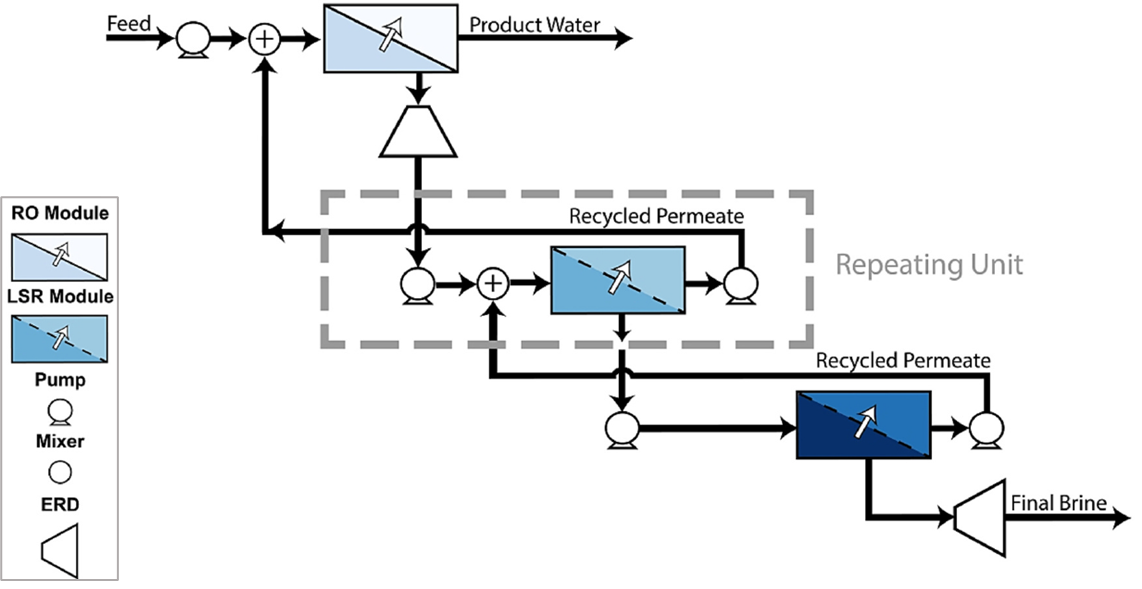 Feed
Product Water
Recycled Permeate
Repeating Unit
Recycled Permeate
Final Brine
RO Module
LSR Module
Pump
Mixer
ERD